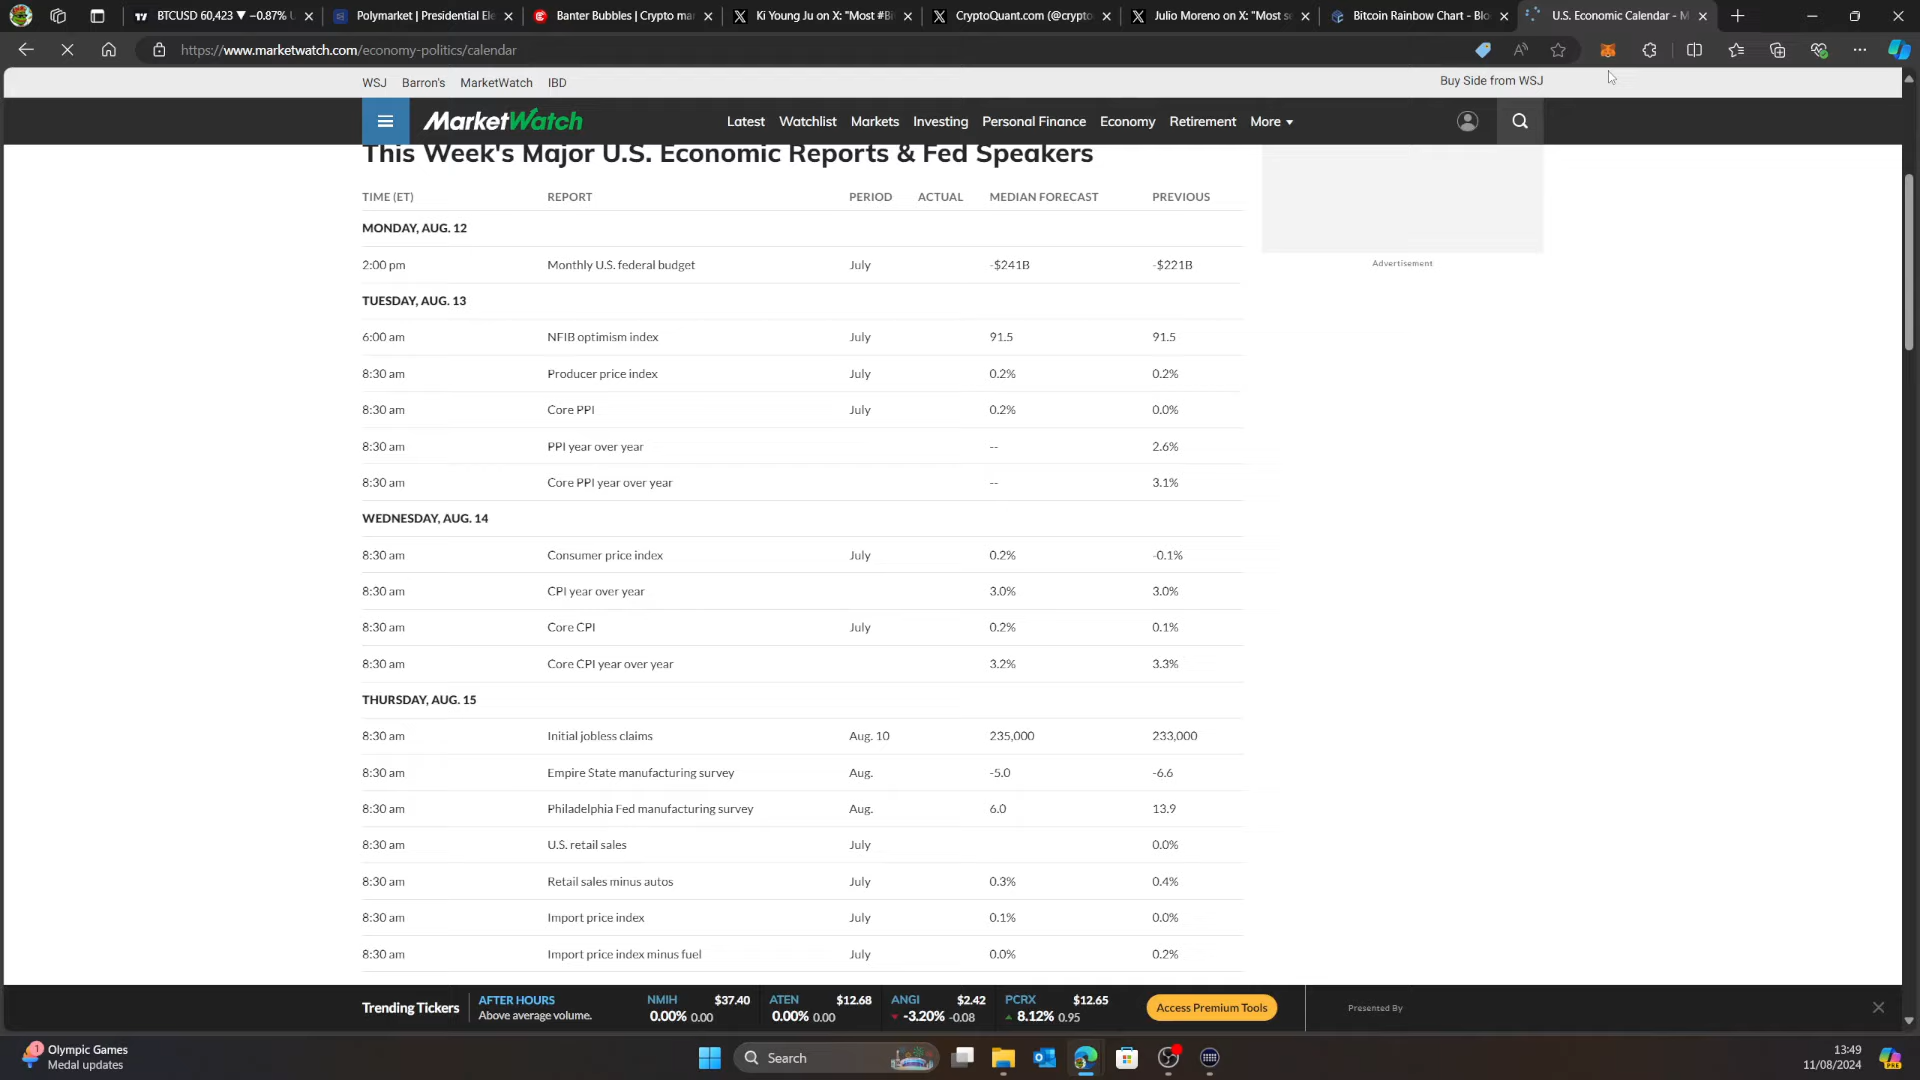 BTCUSD 60,423 ▼ −0.87%
Polymarket | Presidential Ele
Banter Bubbles | Crypto mar
Ki Young Ju on X: "Most #Bi
CryptoQuant.com (@crypto
Julio Moreno on X: "Most s
Bitcoin Rainbow Chart - Blo
U.S. Economic Calendar - M
https://www.marketwatch.com/economy-politics/calendar
WSJ Barron's MarketWatch IBD
Buy Side from WSJ
MarketWatch
Latest Watchlist Markets Investing Personal Finance Economy Retirement More
This Week's Major U.S. Economic Reports & Fed Speakers
TIME (ET) REPORT PERIOD ACTUAL MEDIAN FORECAST PREVIOUS
MONDAY, AUG. 12
2:00 pm Monthly U.S. federal budget July -$241B -$221B
Advertisement
TUESDAY, AUG. 13
6:00 am NFIB optimism index July 91.5 91.5
8:30 am Producer price index July 0.2% 0.2%
8:30 am Core PPI July 0.2% 0.0%
8:30 am PPI year over year -- 2.6%
8:30 am Core PPI year over year -- 3.1%
WEDNESDAY, AUG. 14
8:30 am Consumer price index July 0.2% -0.1%
8:30 am CPI year over year 3.0% 3.0%
8:30 am Core CPI July 0.2% 0.1%
8:30 am Core CPI year over year 3.2% 3.3%
THURSDAY, AUG. 15
8:30 am Initial jobless claims Aug. 10 235,000 233,000
8:30 am Empire State manufacturing survey Aug. -5.0 -6.6
8:30 am Philadelphia Fed manufacturing survey Aug. 6.0 13.9
8:30 am U.S. retail sales July 0.0%
8:30 am Retail sales minus autos July 0.3% 0.4%
8:30 am Import price index July 0.1% 0.0%
8:30 am Import price index minus fuel July 0.0% 0.2%
Trending Tickers
AFTER HOURS
Above average volume.
NMIH $37.40
0.00% 0.00
ATEN $12.68
0.00% 0.00
ANGI $2.42
-3.20% -0.08
PCRX $12.65
8.12% 0.95
Access Premium Tools
Presented By
1
Olympic Games
Medal updates
Search
13:49
11/08/2024
PRE